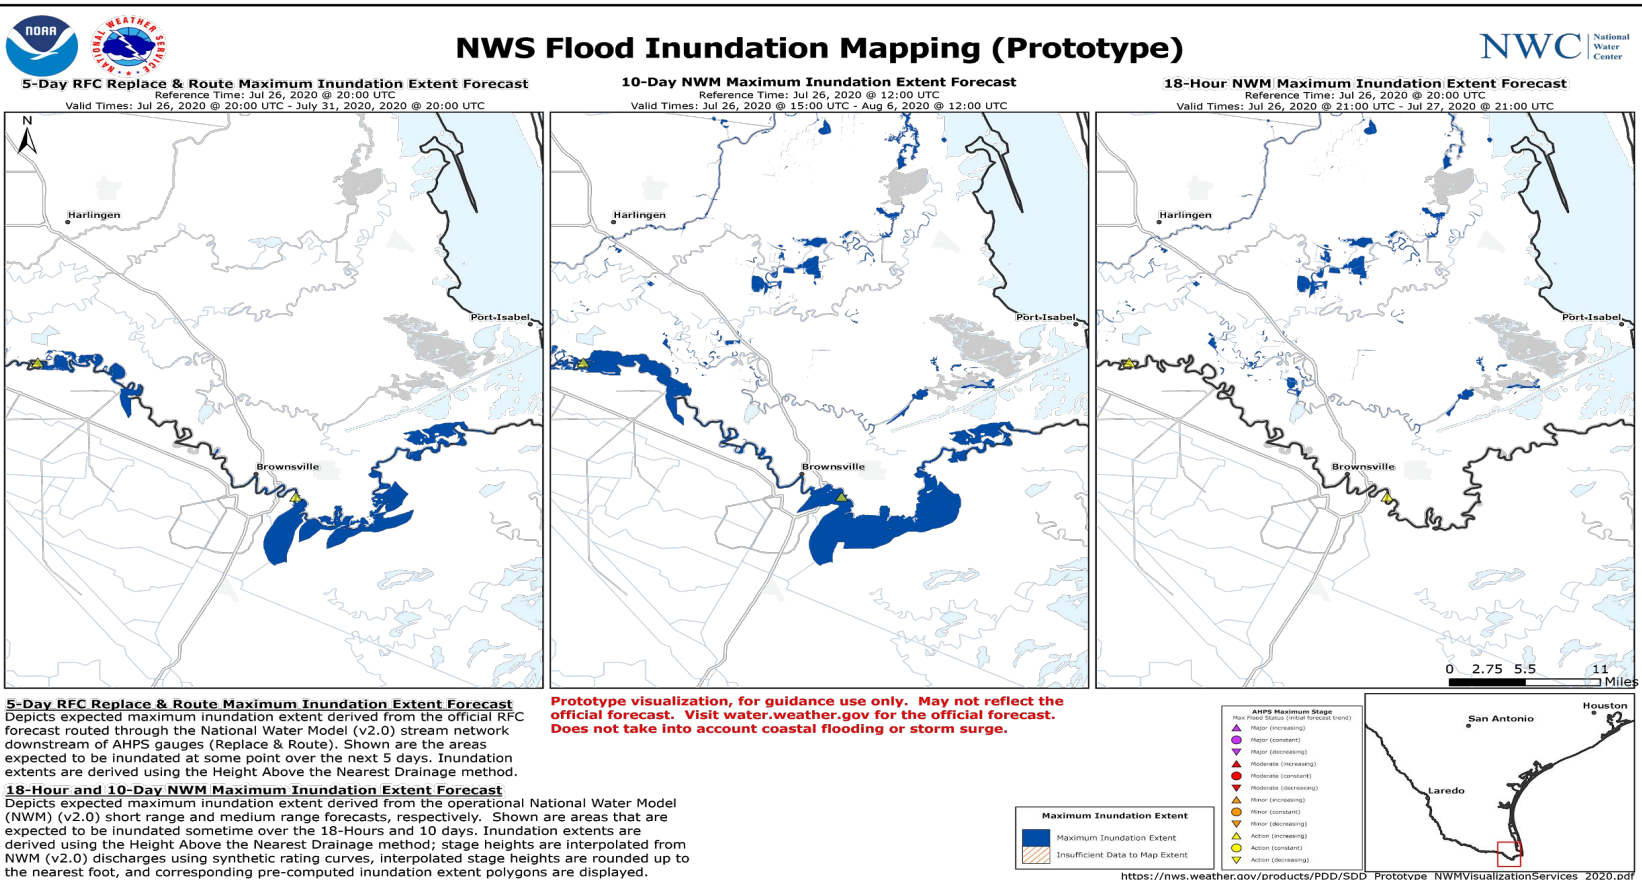 NOAA
NATIONAL WEATHER SERVICE
NWS Flood Inundation Mapping (Prototype)
NWC National Water Center
5-Day RFC Replace & Route Maximum Inundation Extent Forecast
Reference Time: Jul 26, 2020 @ 20:00 UTC
Valid Times: Jul 26, 2020 @ 20:00 UTC - July 31, 2020, 2020 @ 20:00 UTC
10-Day NWM Maximum Inundation Extent Forecast
Reference Time: Jul 26, 2020 @ 12:00 UTC
Valid Times: Jul 26, 2020 @ 15:00 UTC - Aug 6, 2020 @ 12:00 UTC
18-Hour NWM Maximum Inundation Extent Forecast
Reference Time: Jul 26, 2020 @ 20:00 UTC
Valid Times: Jul 26, 2020 @ 21:00 UTC - Jul 27, 2020 @ 21:00 UTC
N
Harlingen
Port Isabel
Brownsville
Harlingen
Port Isabel
Brownsville
Harlingen
Port Isabel
Brownsville
0 2.75 5.5 11
Miles
5-Day RFC Replace & Route Maximum Inundation Extent Forecast
Depicts expected maximum inundation extent derived from the official RFC
forecast routed through the National Water Model (v2.0) stream network
downstream of AHPS gauges (Replace & Route). Shown are the areas
expected to be inundated at some point over the next 5 days. Inundation
extents are derived using the Height Above the Nearest Drainage method.
18-Hour and 10-Day NWM Maximum Inundation Extent Forecast
Depicts expected maximum inundation extent derived from the operational National Water Model
(NWM) (v2.0) short range and medium range forecasts, respectively. Shown are areas that are
expected to be inundated sometime over the 18-Hours and 10 days. Inundation extents are
derived using the Height Above the Nearest Drainage method; stage heights are interpolated from
NWM (v2.0) discharges using synthetic rating curves, interpolated stage heights are rounded up to
the nearest foot, and corresponding pre-computed inundation extent polygons are displayed.
Prototype visualization, for guidance use only. May not reflect the
official forecast. Visit water.weather.gov for the official forecast.
Does not take into account coastal flooding or storm surge.
Maximum Inundation Extent
Maximum Inundation Extent
Insufficient Data to Map Extent
AHPS Maximum Stage
Max Flood Status (initial forecast trend)
Major (increasing)
Major (constant)
Major (decreasing)
Moderate (increasing)
Moderate (constant)
Moderate (decreasing)
Minor (increasing)
Minor (constant)
Minor (decreasing)
Action (increasing)
Action (constant)
Action (decreasing)
Houston
San Antonio
Laredo
https://nws.weather.gov/products/PDD/SDD_Prototype_NWMVisualizationServices_2020.pdf